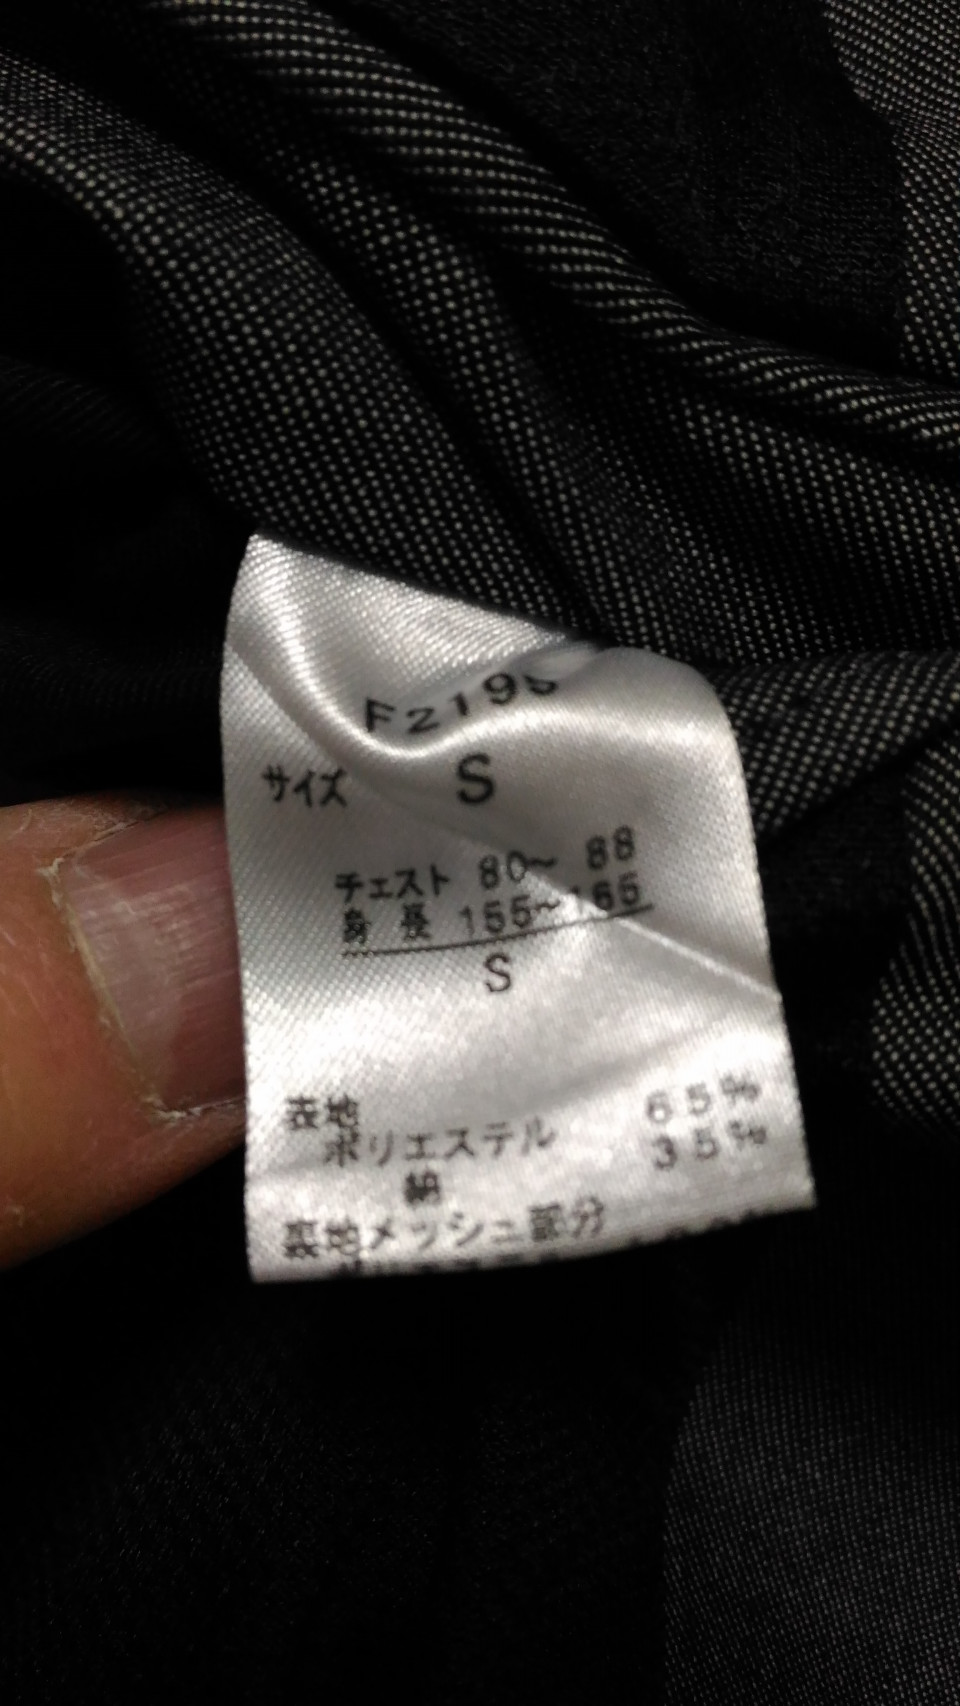 F219
サイズ S
チェスト 80〜 88
身 長 155〜165
S
表地
ポリエステル 65%
綿 35%
裏地メッシュ部分